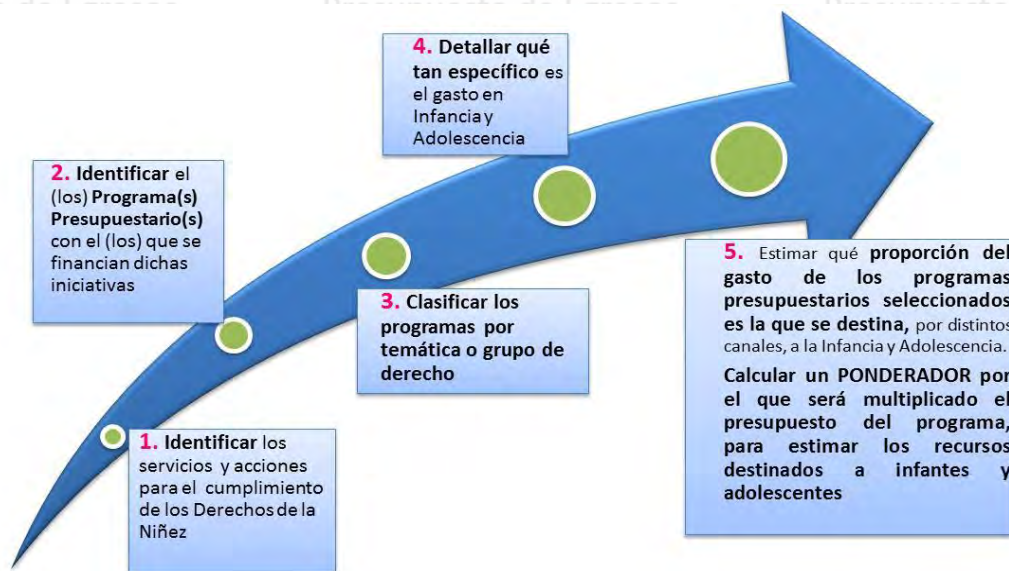 1. Identificar los
servicios y acciones
para el cumplimiento
de los Derechos de la
Niñez
2. Identificar el
(los) Programa(s)
Presupuestario(s)
con el (los) que se
financian dichas
iniciativas
3. Clasificar los
programas por
temática o grupo de
derecho
4. Detallar qué
tan específico es
el gasto en
Infancia y
Adolescencia
5. Estimar qué proporción del
gasto de los programas
presupuestarios seleccionados
es la que se destina, por distintos
canales, a la Infancia y Adolescencia.
Calcular un PONDERADOR por
el que será multiplicado el
presupuesto del programa,
para estimar los recursos
destinados a infantes y
adolescentes